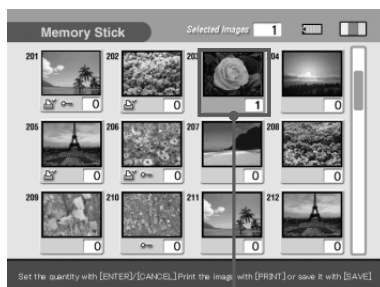 Memory Stick Selected Images 1
201 202 203 204
0 0 1 0
205 206 207 208
0 0 0 0
209 210 211 212
0 0 0 0
Set the quantity with [ENTER]/[CANCEL] Print the image with [PRINT] or save it with [SAVE]